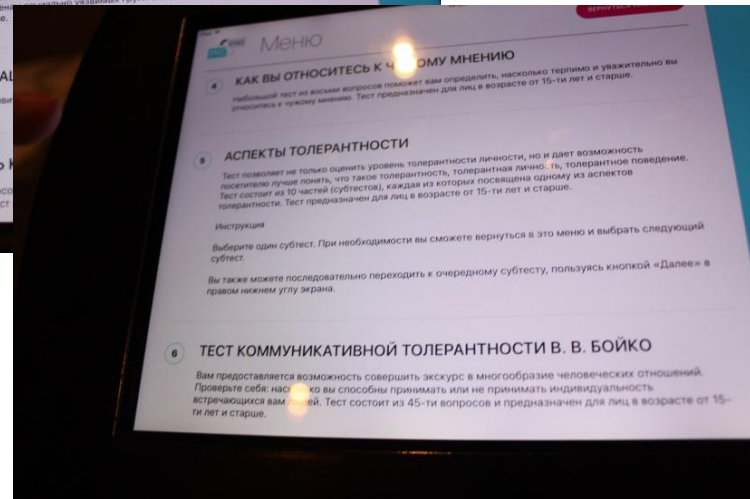 Меню
ВЕРНУТЬСЯ
4 КАК ВЫ ОТНОСИТЕСЬ К ЧУЖОМУ МНЕНИЮ
Небольшой тест из восьми вопросов поможет вам определить, насколько терпимо и уважительно вы
относитесь к чужому мнению. Тест предназначен для лиц в возрасте от 15-ти лет и старше.
5 АСПЕКТЫ ТОЛЕРАНТНОСТИ
Тест позволяет не только оценить уровень толерантности личности, но и дает возможность
посетителю лучше понять, что такое толерантность, толерантная личность, толерантное поведение.
Тест состоит из 10 частей (субтестов), каждая из которых посвящена одному из аспектов
толерантности. Тест предназначен для лиц в возрасте от 15-ти лет и старше.
Инструкция
Выберите один субтест. При необходимости вы сможете вернуться в это меню и выбрать следующий
субтест.
Вы также можете последовательно переходить к очередному субтесту, пользуясь кнопкой «Далее» в
правом нижнем углу экрана.
6 ТЕСТ КОММУНИКАТИВНОЙ ТОЛЕРАНТНОСТИ В. В. БОЙКО
Вам предоставляется возможность совершить экскурс в многообразие человеческих отношений.
Проверьте себя: насколько вы способны принимать или не принимать индивидуальность
встречающихся вам людей. Тест состоит из 45-ти вопросов и предназначен для лиц в возрасте от 15-
ти лет и старше.